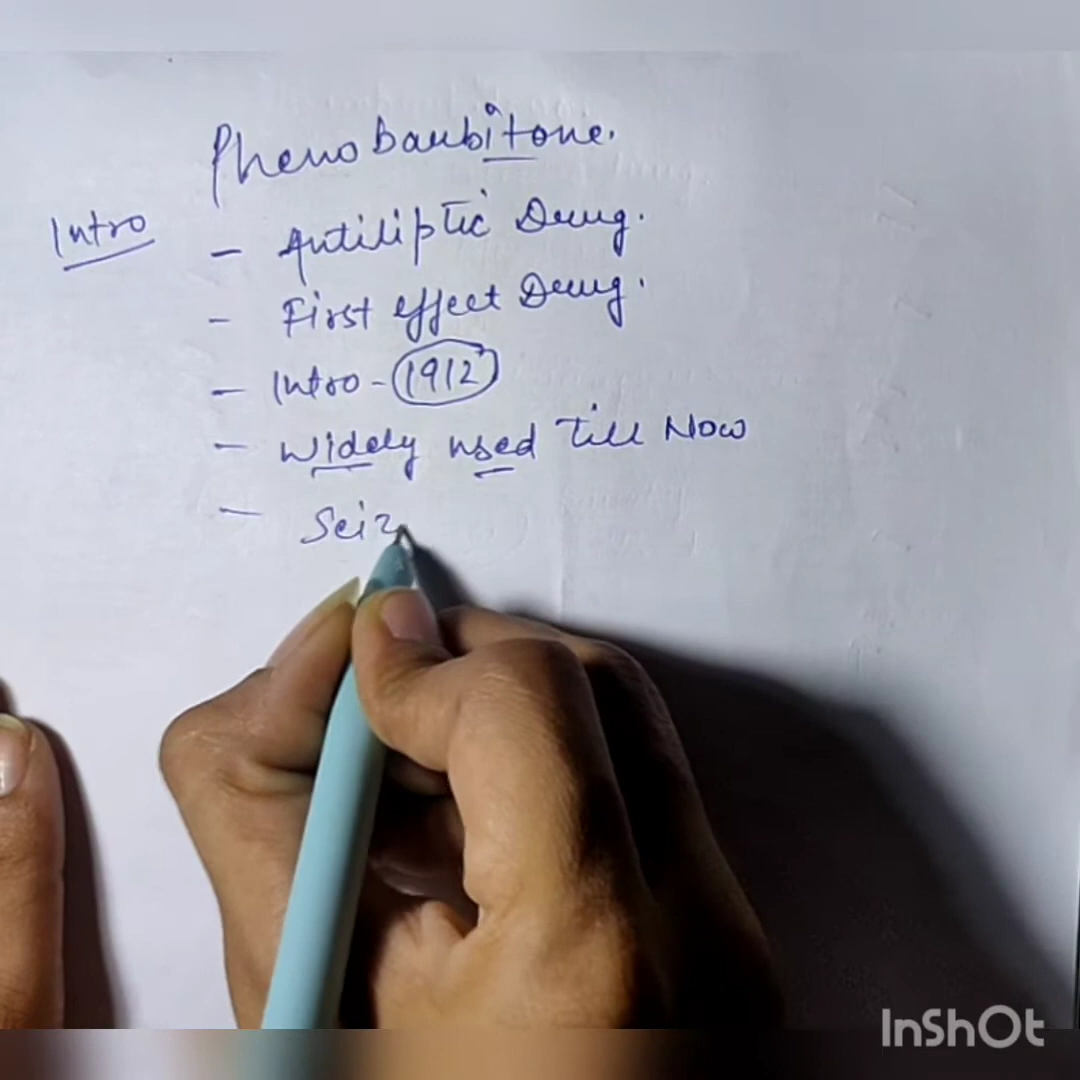 Phenobarbitone.
Intro
- Antiliptic Drug.
- First effect Drug.
- Intro - 1912
- Widely used Till Now
- Seiz
InShOt